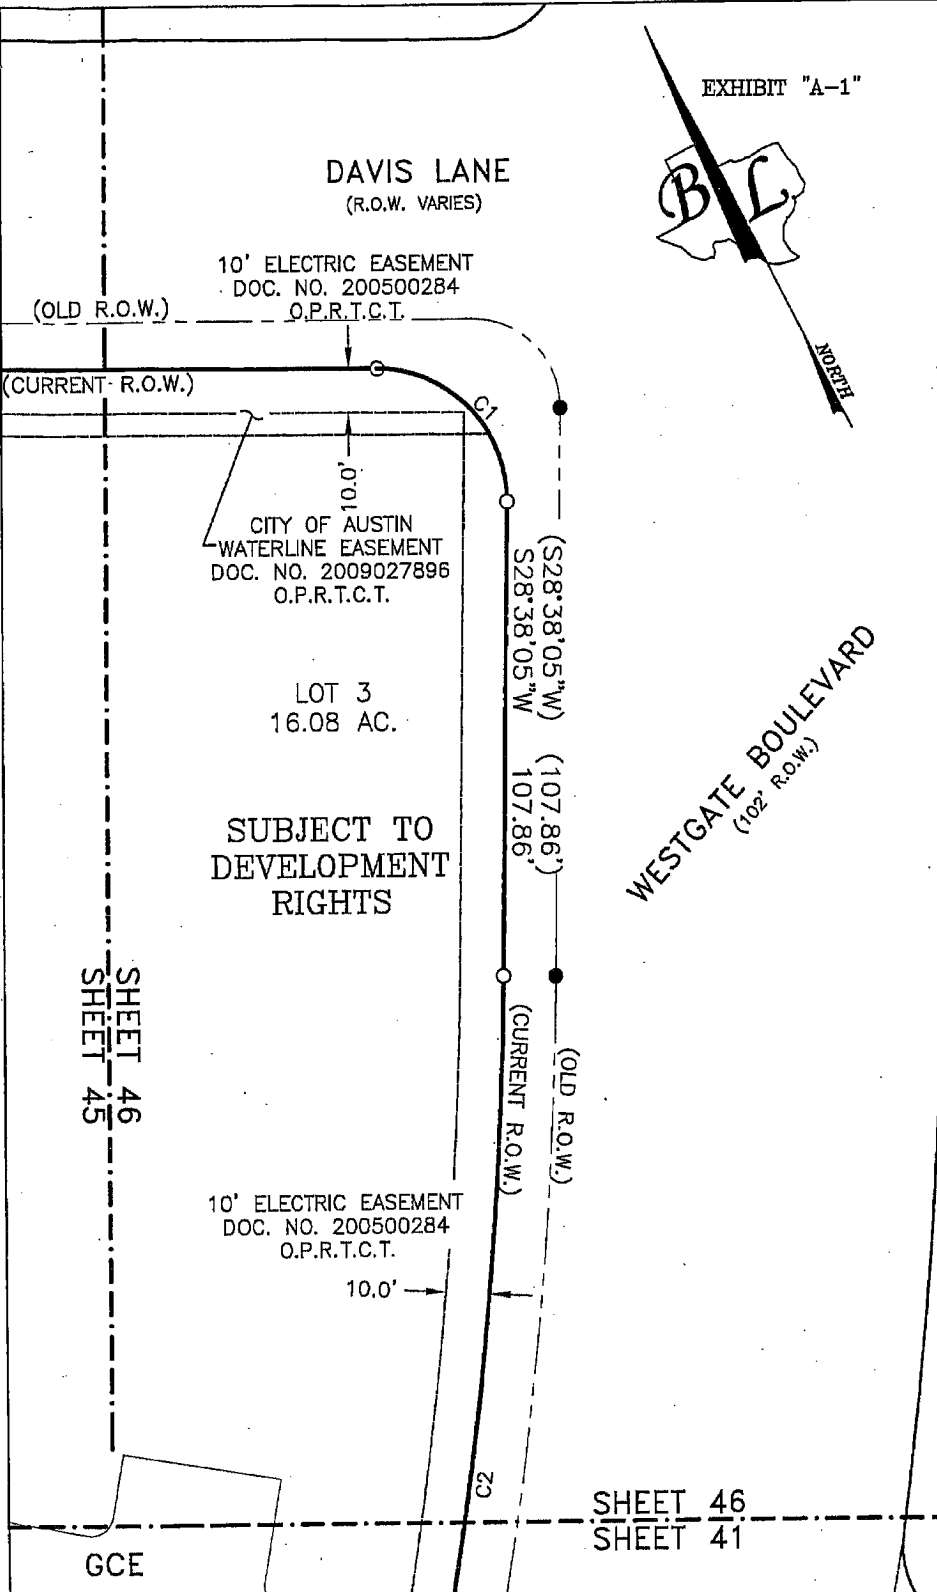 EXHIBIT "A-1"
B L
NORTH
DAVIS LANE
(R.O.W. VARIES)
10' ELECTRIC EASEMENT
DOC. NO. 200500284
O.P.R.T.C.T.
(OLD R.O.W.)
(CURRENT R.O.W.)
C1
10.0'
CITY OF AUSTIN
WATERLINE EASEMENT
DOC. NO. 2009027896
O.P.R.T.C.T.
(S28°38'05"W) (107.86')
S28°38'05"W 107.86'
LOT 3
16.08 AC.
WESTGATE BOULEVARD
(102' R.O.W.)
SUBJECT TO
DEVELOPMENT
RIGHTS
SHEET 46
SHEET 45
(CURRENT R.O.W.)
(OLD R.O.W.)
10' ELECTRIC EASEMENT
DOC. NO. 200500284
O.P.R.T.C.T.
10.0'
C2
SHEET 46
SHEET 41
GCE